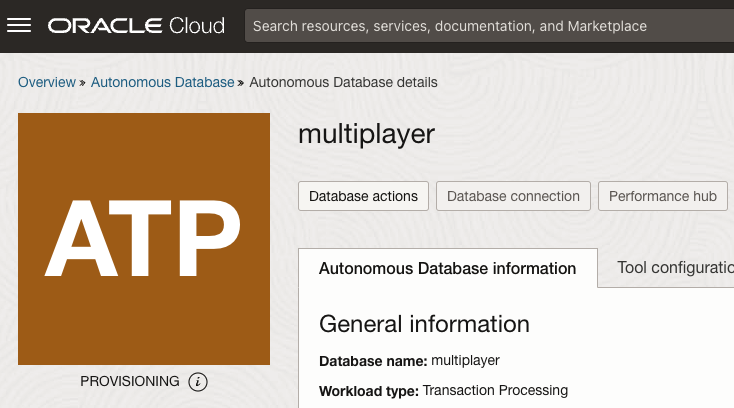 ORACLE Cloud
Search resources, services, documentation, and Marketplace
Overview » Autonomous Database » Autonomous Database details
ATP
PROVISIONING i
multiplayer
Database actions
Database connection
Performance hub
Autonomous Database information
Tool configuratio
General information
Database name: multiplayer
Workload type: Transaction Processing